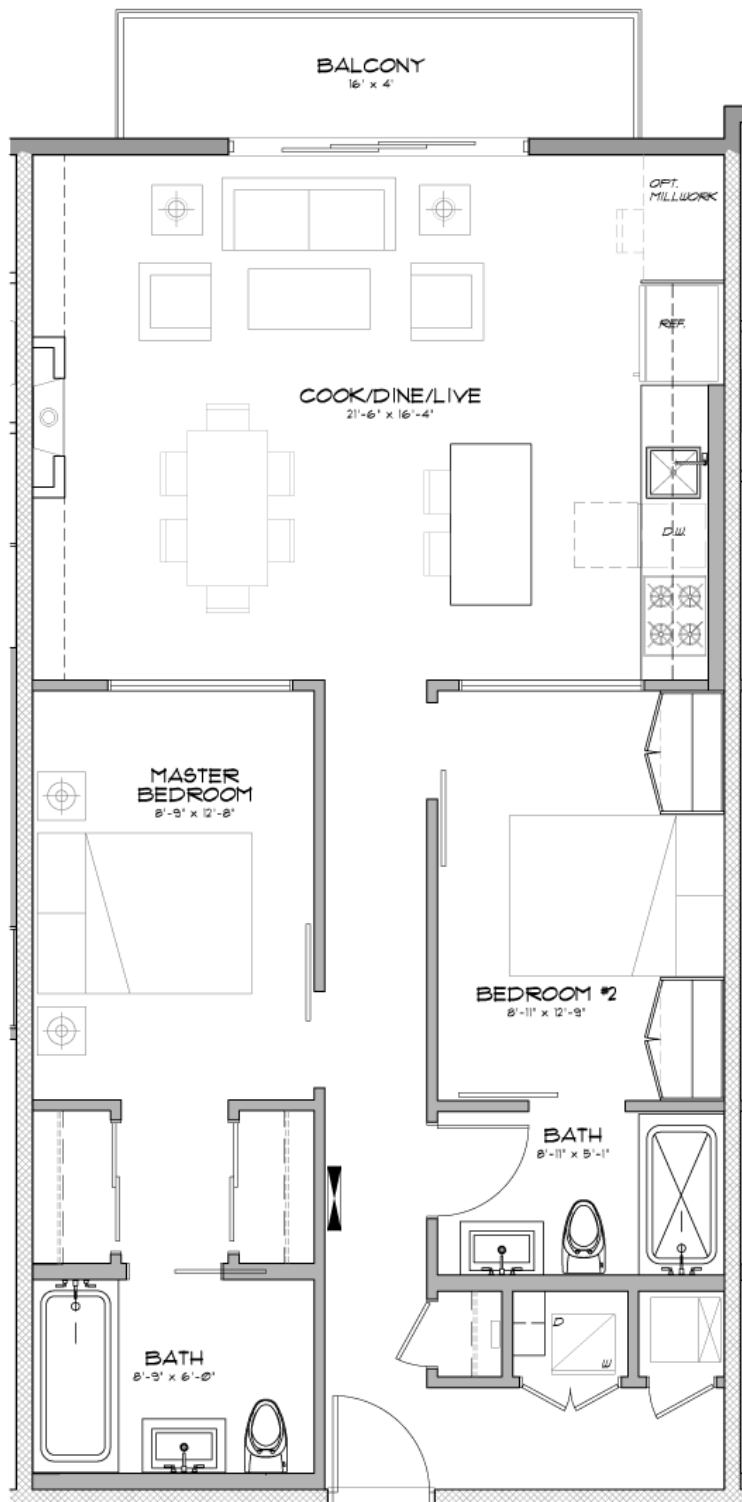 BALCONY
16' x 4'
OPT.
MILLWORK
REF.
COOK/DINE/LIVE
21'-6" x 16'-4"
D.W.
MASTER
BEDROOM
8'-9" x 12'-8"
BEDROOM #2
8'-11" x 12'-9"
BATH
8'-11" x 5'-1"
D
W
BATH
8'-9" x 6'-0"